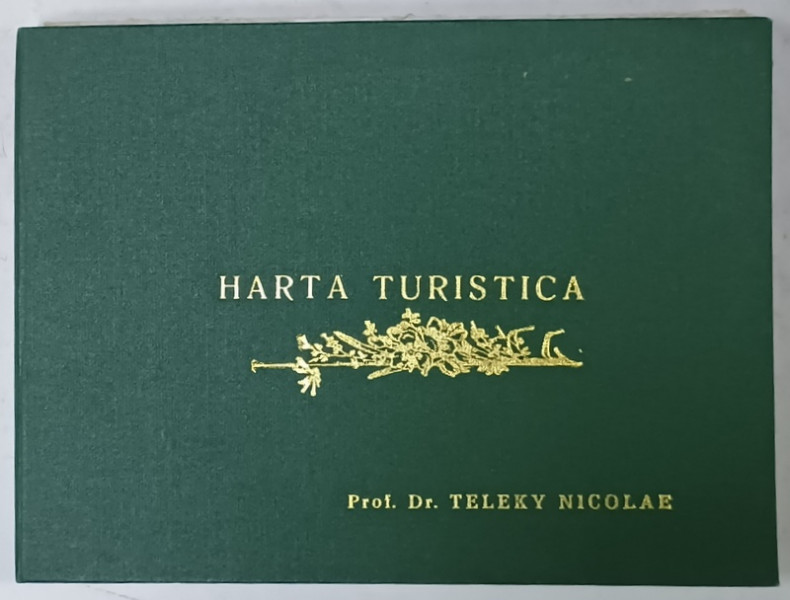 HARTA TURISTICA
Prof. Dr. TELEKY NICOLAE